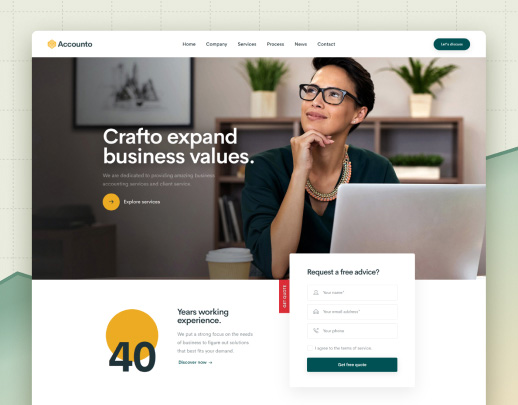 Accounto
Home Company Services Process News Contact
Let's discuss
Crafto expand
business values.
We are dedicated to providing amazing business
accounting services and client service.
Explore services
GET QUOTE
Request a free advice?
Your name*
Your email address*
Your phone
I agree to the terms of service.
Get free quote
40
Years working
experience.
We put a strong focus on the needs
of business to figure out solutions
that best fits your demand.
Discover now